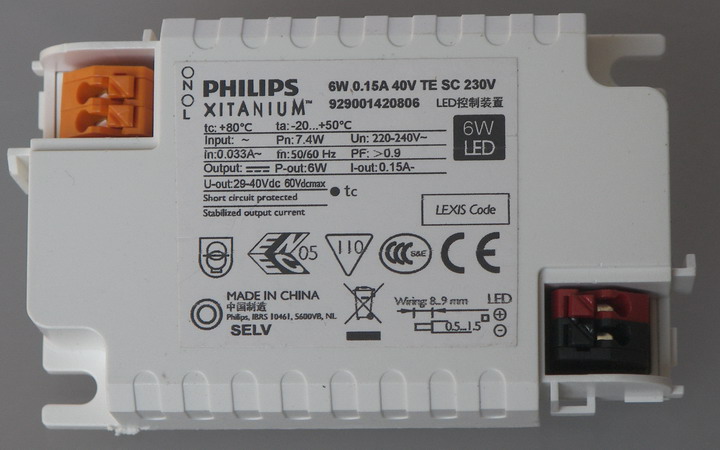 ONOL
PHILIPS
XITANIUM™
6W 0.15A 40V TE SC 230V
929001420806 LED控制装置
tc: +80°C ta: -20...+50°C
Input: ~ Pn: 7.4W Un: 220-240V~
In: 0.033A~ fn: 50/60 Hz PF: >0.9
Output: ⎓ P-out: 6W I-out: 0.15A-
U-out: 29-40Vdc 60Vdcmax
Short circuit protected
Stabilized output current
● tc
6W
LED
LEXIS Code
ENEC 05
110
CCC S&E
CE
MADE IN CHINA
中国制造
Philips, IBRS 10461, 5600VB, NL
SELV
Wiring: 8...9 mm
0.5...1.5
LED
+
-